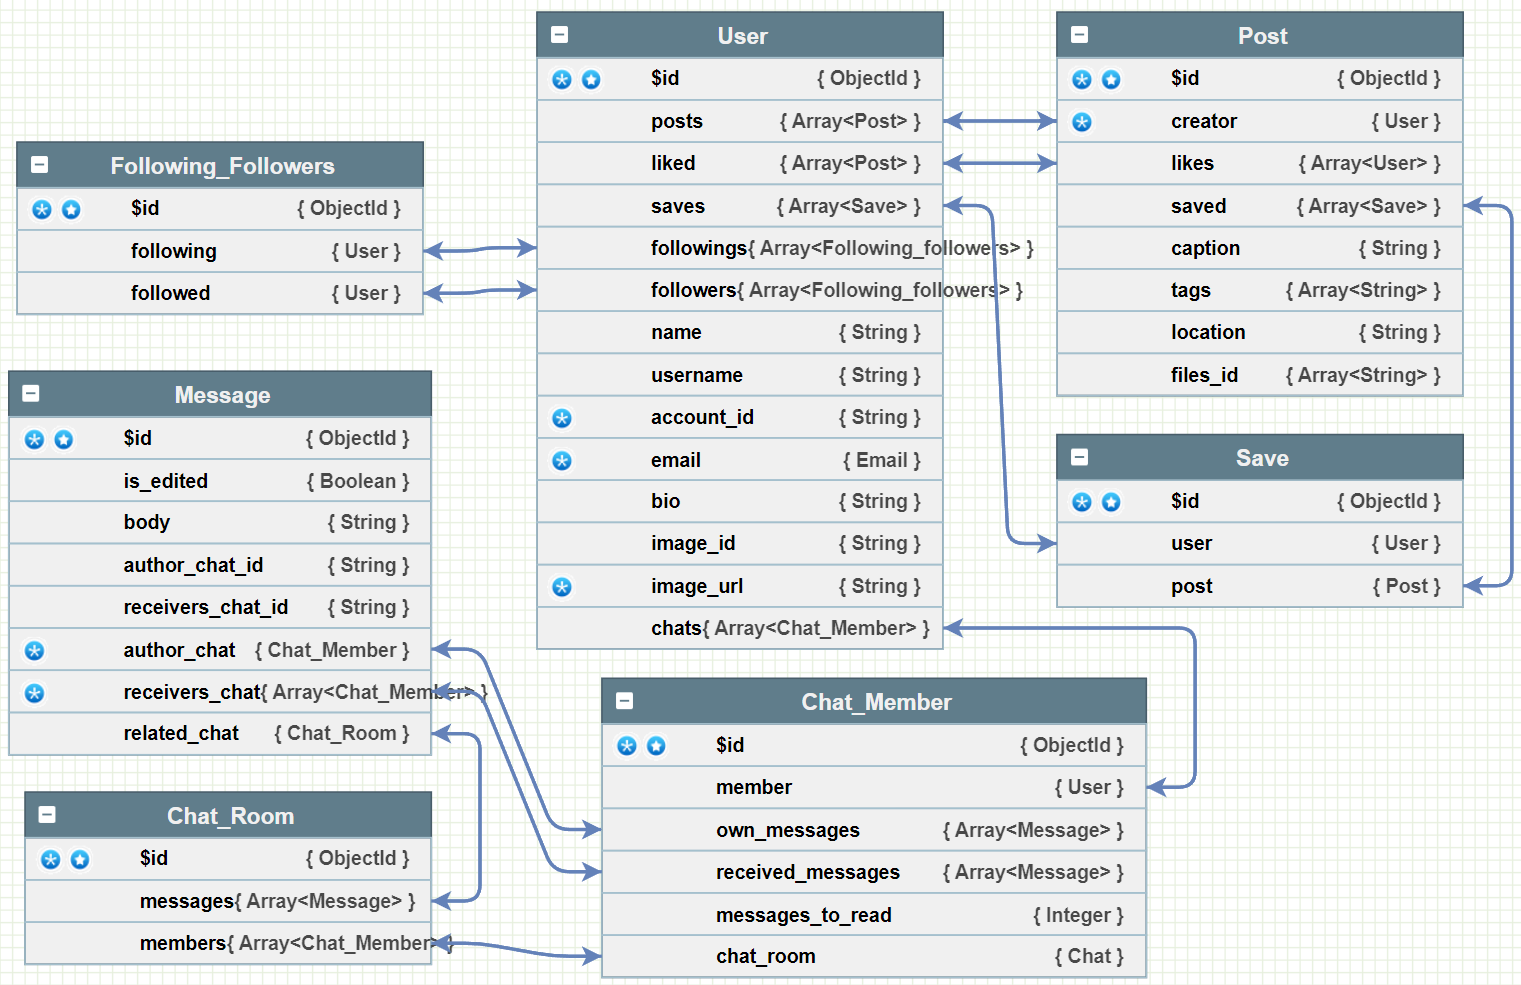 User
$id { ObjectId }
posts { Array<Post> }
liked { Array<Post> }
saves { Array<Save> }
followings{ Array<Following_followers> }
followers{ Array<Following_followers> }
name { String }
username { String }
account_id { String }
email { Email }
bio { String }
image_id { String }
image_url { String }
chats{ Array<Chat_Member> }
Post
$id { ObjectId }
creator { User }
likes { Array<User> }
saved { Array<Save> }
caption { String }
tags { Array<String> }
location { String }
files_id { Array<String> }
Following_Followers
$id { ObjectId }
following { User }
followed { User }
Message
$id { ObjectId }
is_edited { Boolean }
body { String }
author_chat_id { String }
receivers_chat_id { String }
author_chat { Chat_Member }
receivers_chat{ Array<Chat_Member> }
related_chat { Chat_Room }
Save
$id { ObjectId }
user { User }
post { Post }
Chat_Member
$id { ObjectId }
member { User }
own_messages { Array<Message> }
received_messages { Array<Message> }
messages_to_read { Integer }
chat_room { Chat }
Chat_Room
$id { ObjectId }
messages{ Array<Message> }
members{ Array<Chat_Member> }